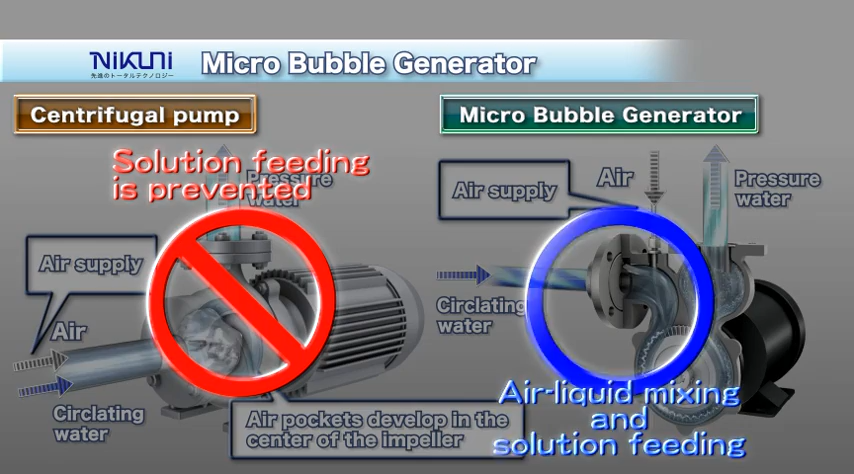 NiKUNi
先進のトータルテクノロジー
Micro Bubble Generator
Centrifugal pump
Solution feeding
is prevented
Pressure
water
Air supply
Air
Circlating
water
Air pockets develop in the
center of the impeller
Micro Bubble Generator
Air supply
Air
Pressure
water
Circlating
water
Air-liquid mixing
and
solution feeding